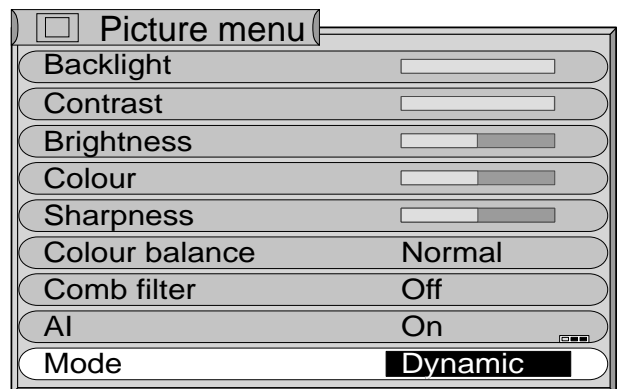 Picture menu
Backlight
Contrast
Brightness
Colour
Sharpness
Colour balance Normal
Comb filter Off
AI On
Mode Dynamic